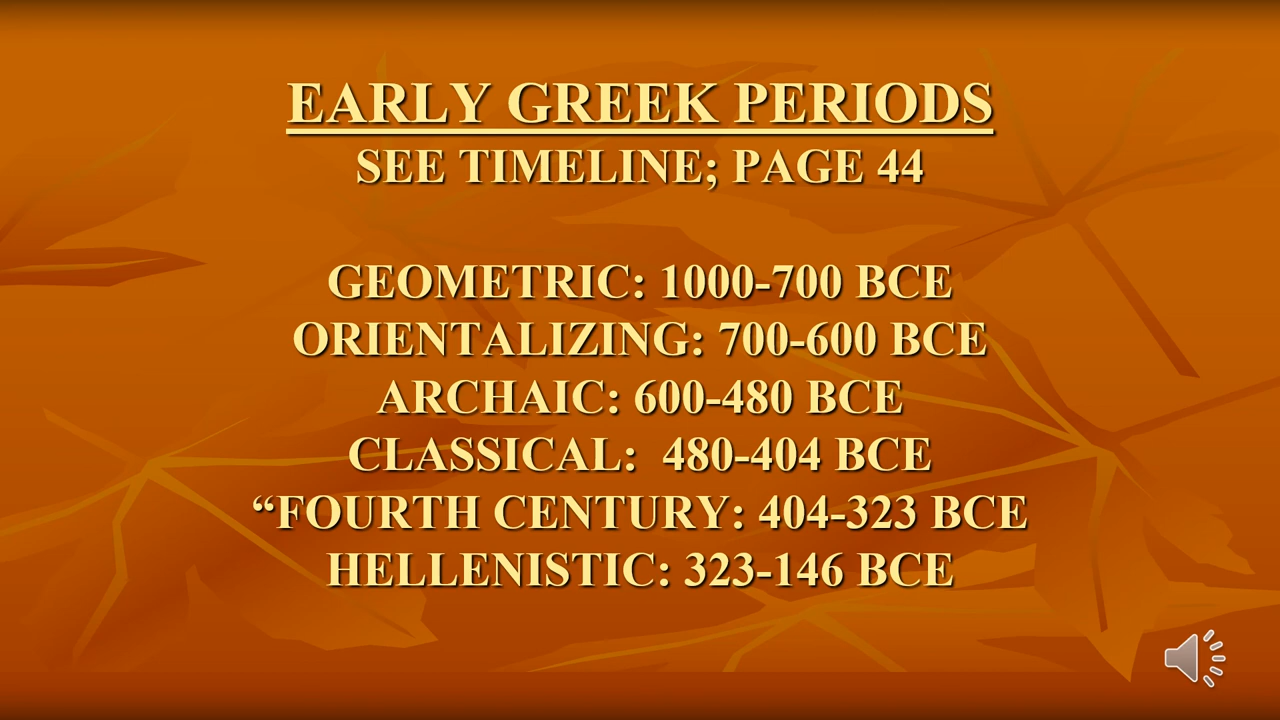 EARLY GREEK PERIODS
SEE TIMELINE; PAGE 44
GEOMETRIC: 1000-700 BCE
ORIENTALIZING: 700-600 BCE
ARCHAIC: 600-480 BCE
CLASSICAL:  480-404 BCE
“FOURTH CENTURY: 404-323 BCE
HELLENISTIC: 323-146 BCE